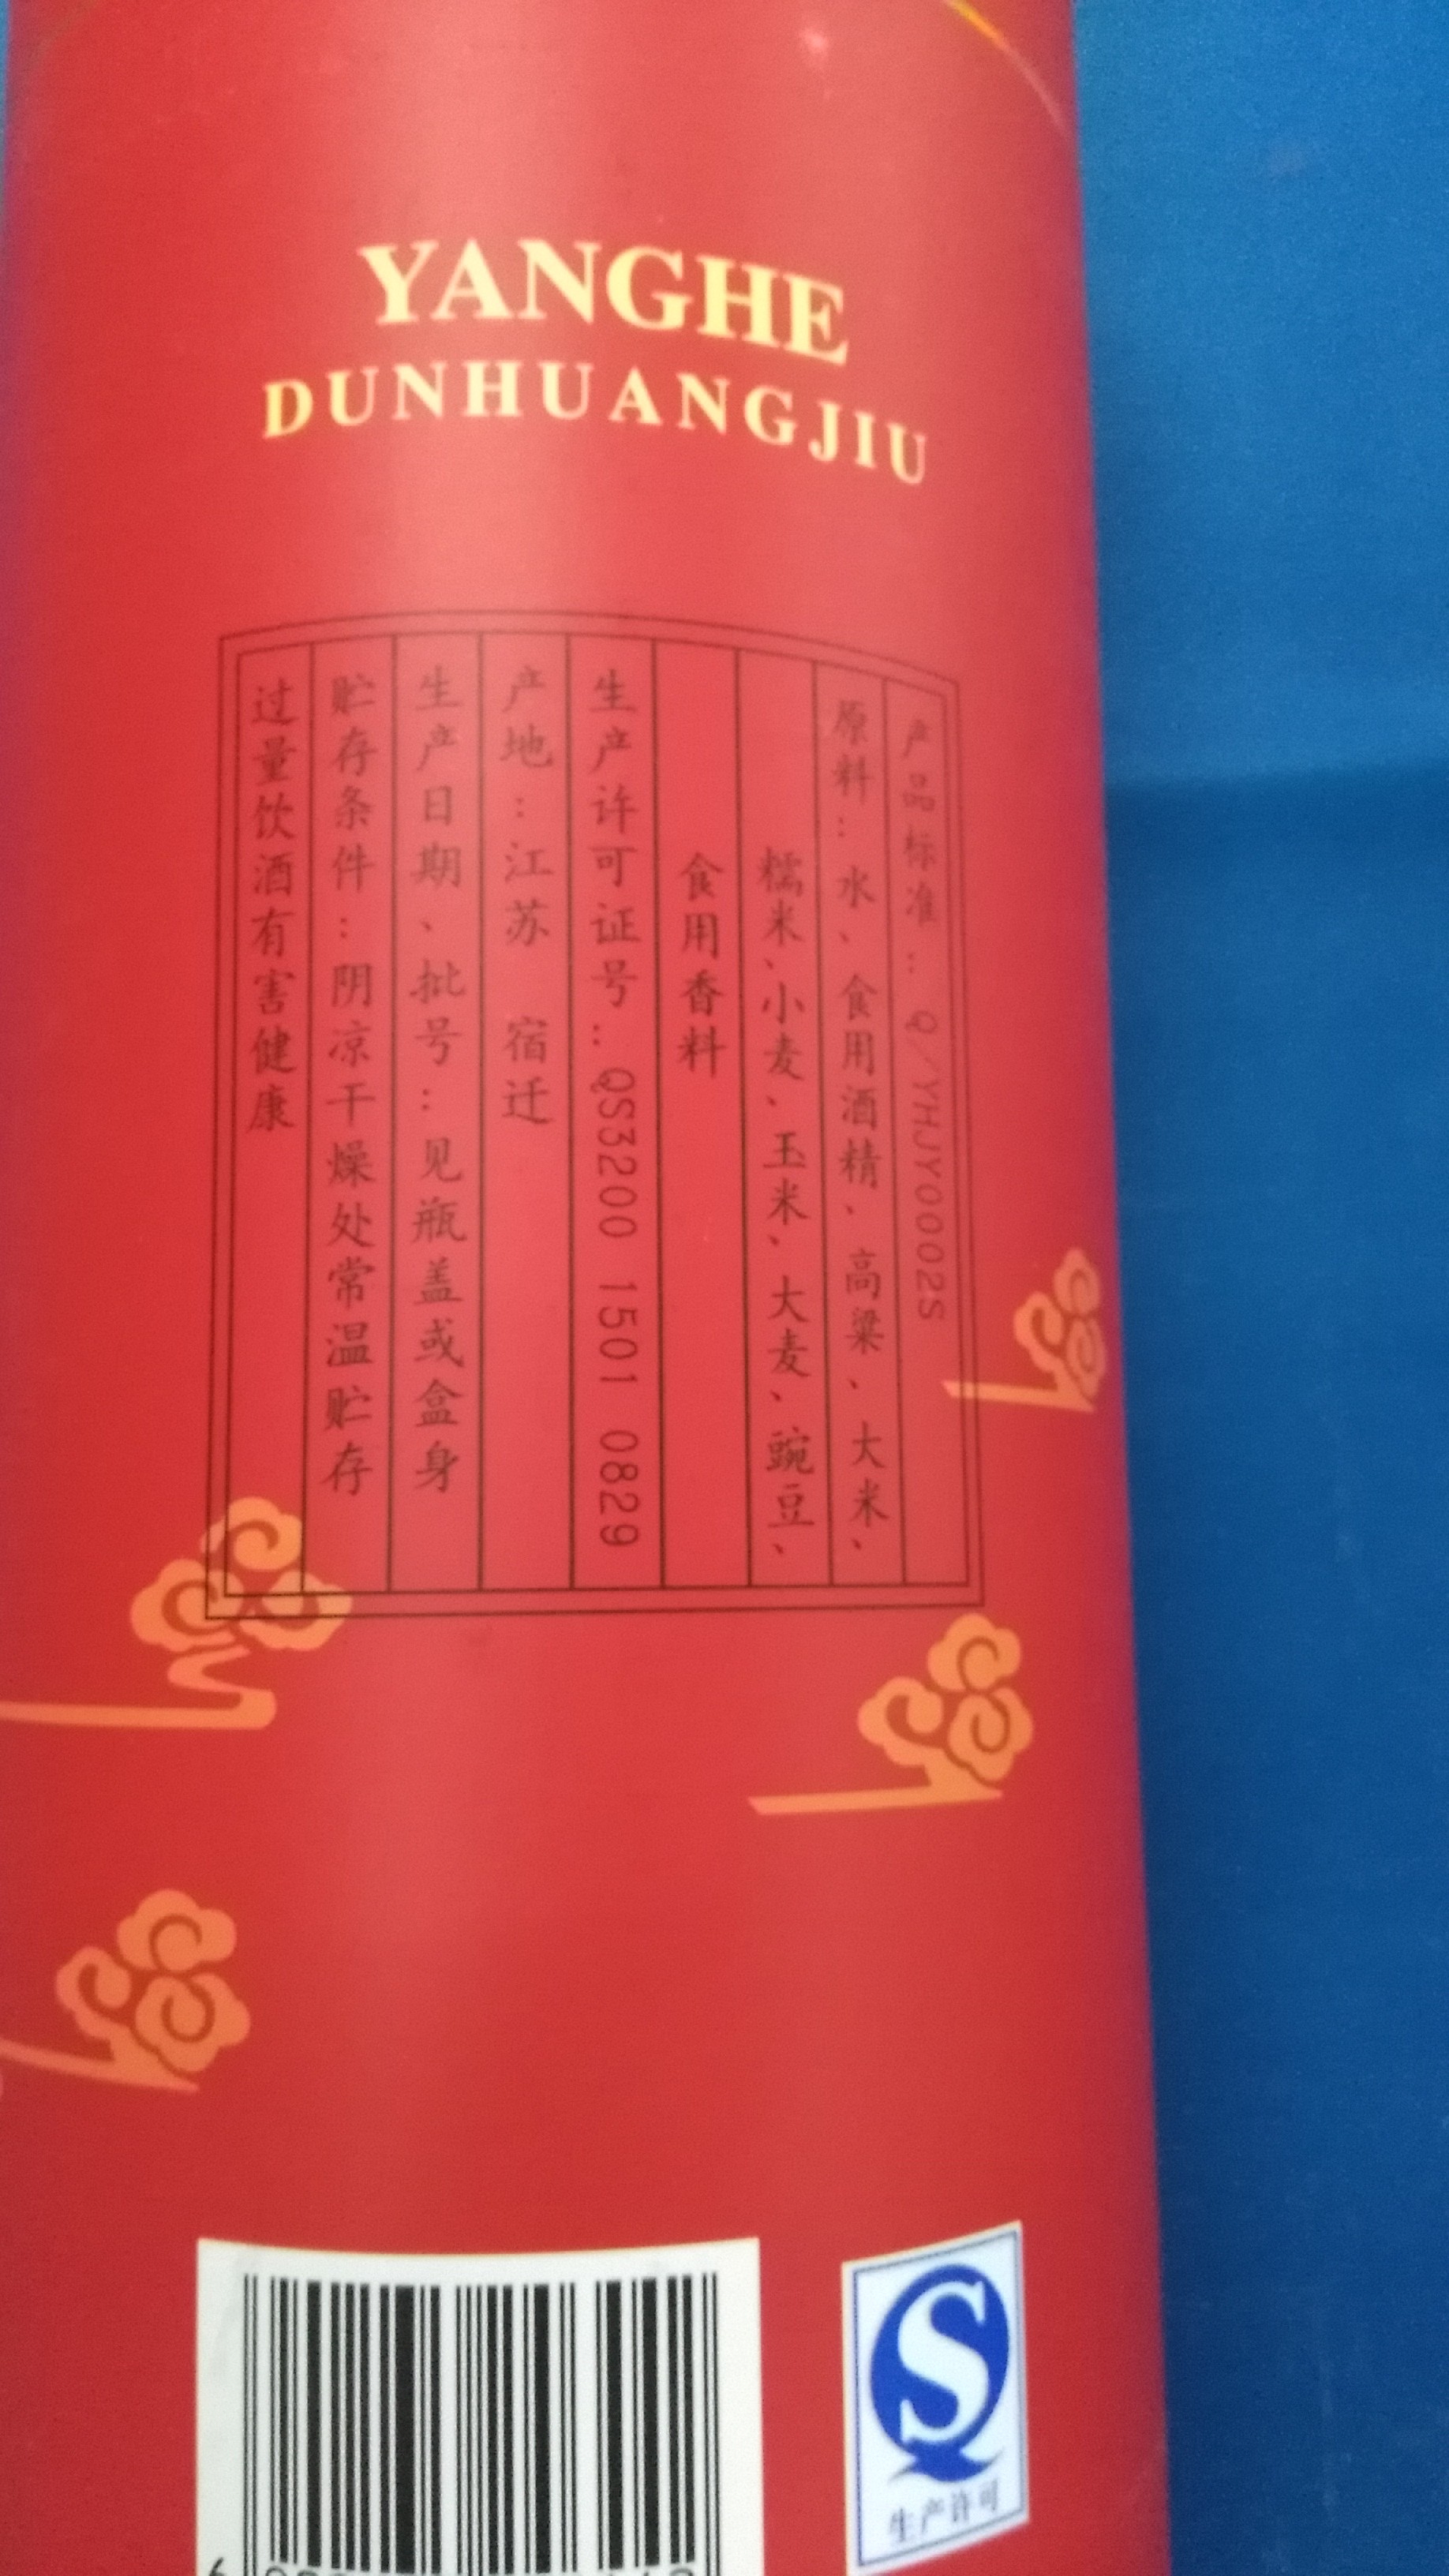 YANGHE
DUNHUANGJIU
产品标准：Q/YHJY0002S
原料：水、食用酒精、高粱、大米、
糯米、小麦、玉米、大麦、豌豆、
食用香料
生产许可证号：QS3200 1501 0829
产地：江苏 宿迁
生产日期、批号：见瓶盖或盒身
贮存条件：阴凉干燥处常温贮存
过量饮酒有害健康
S
生产许可